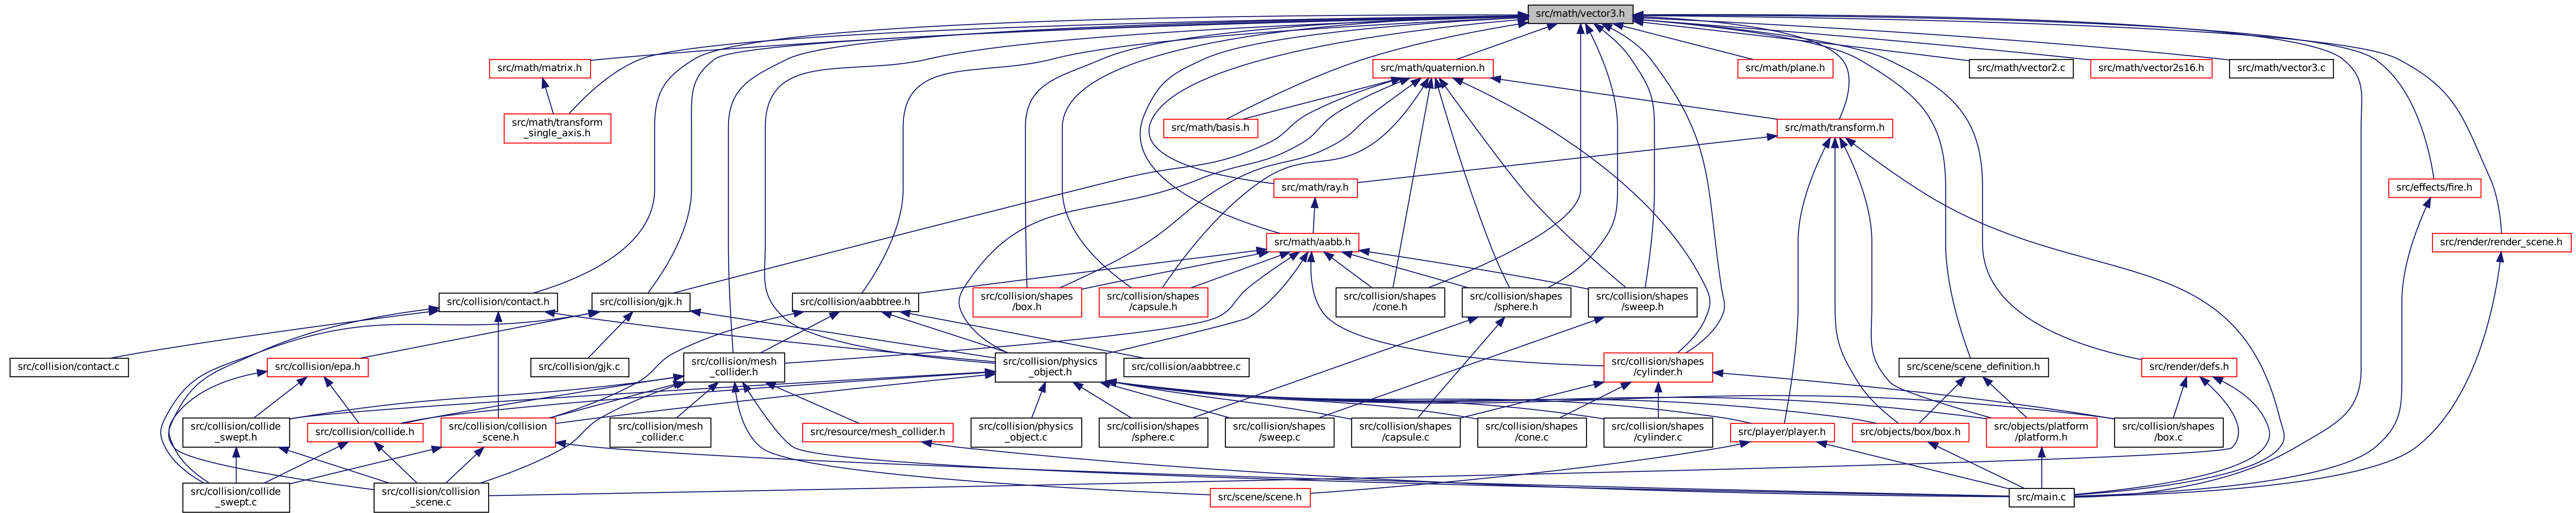 src/math/vector3.h
src/math/matrix.h
src/math/quaternion.h
src/math/plane.h
src/math/vector2.c
src/math/vector2s16.h
src/math/vector3.c
src/math/transform
_single_axis.h
src/math/basis.h
src/math/transform.h
src/math/ray.h
src/effects/fire.h
src/math/aabb.h
src/render/render_scene.h
src/collision/contact.h
src/collision/gjk.h
src/collision/aabbtree.h
src/collision/shapes
/box.h
src/collision/shapes
/capsule.h
src/collision/shapes
/cone.h
src/collision/shapes
/sphere.h
src/collision/shapes
/sweep.h
src/collision/contact.c
src/collision/epa.h
src/collision/gjk.c
src/collision/mesh
_collider.h
src/collision/physics
_object.h
src/collision/aabbtree.c
src/collision/shapes
/cylinder.h
src/scene/scene_definition.h
src/render/defs.h
src/collision/collide
_swept.h
src/collision/collide.h
src/collision/collision
_scene.h
src/collision/mesh
_collider.c
src/resource/mesh_collider.h
src/collision/physics
_object.c
src/collision/shapes
/sphere.c
src/collision/shapes
/sweep.c
src/collision/shapes
/capsule.c
src/collision/shapes
/cone.c
src/collision/shapes
/cylinder.c
src/player/player.h
src/objects/box/box.h
src/objects/platform
/platform.h
src/collision/shapes
/box.c
src/collision/collide
_swept.c
src/collision/collision
_scene.c
src/scene/scene.h
src/main.c